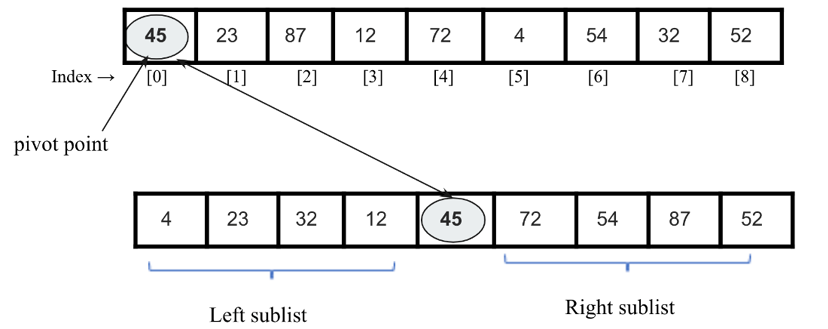 45 23 87 12 72 4 54 32 52
Index → [0] [1] [2] [3] [4] [5] [6] [7] [8]
pivot point
4 23 32 12 45 72 54 87 52
Left sublist
Right sublist